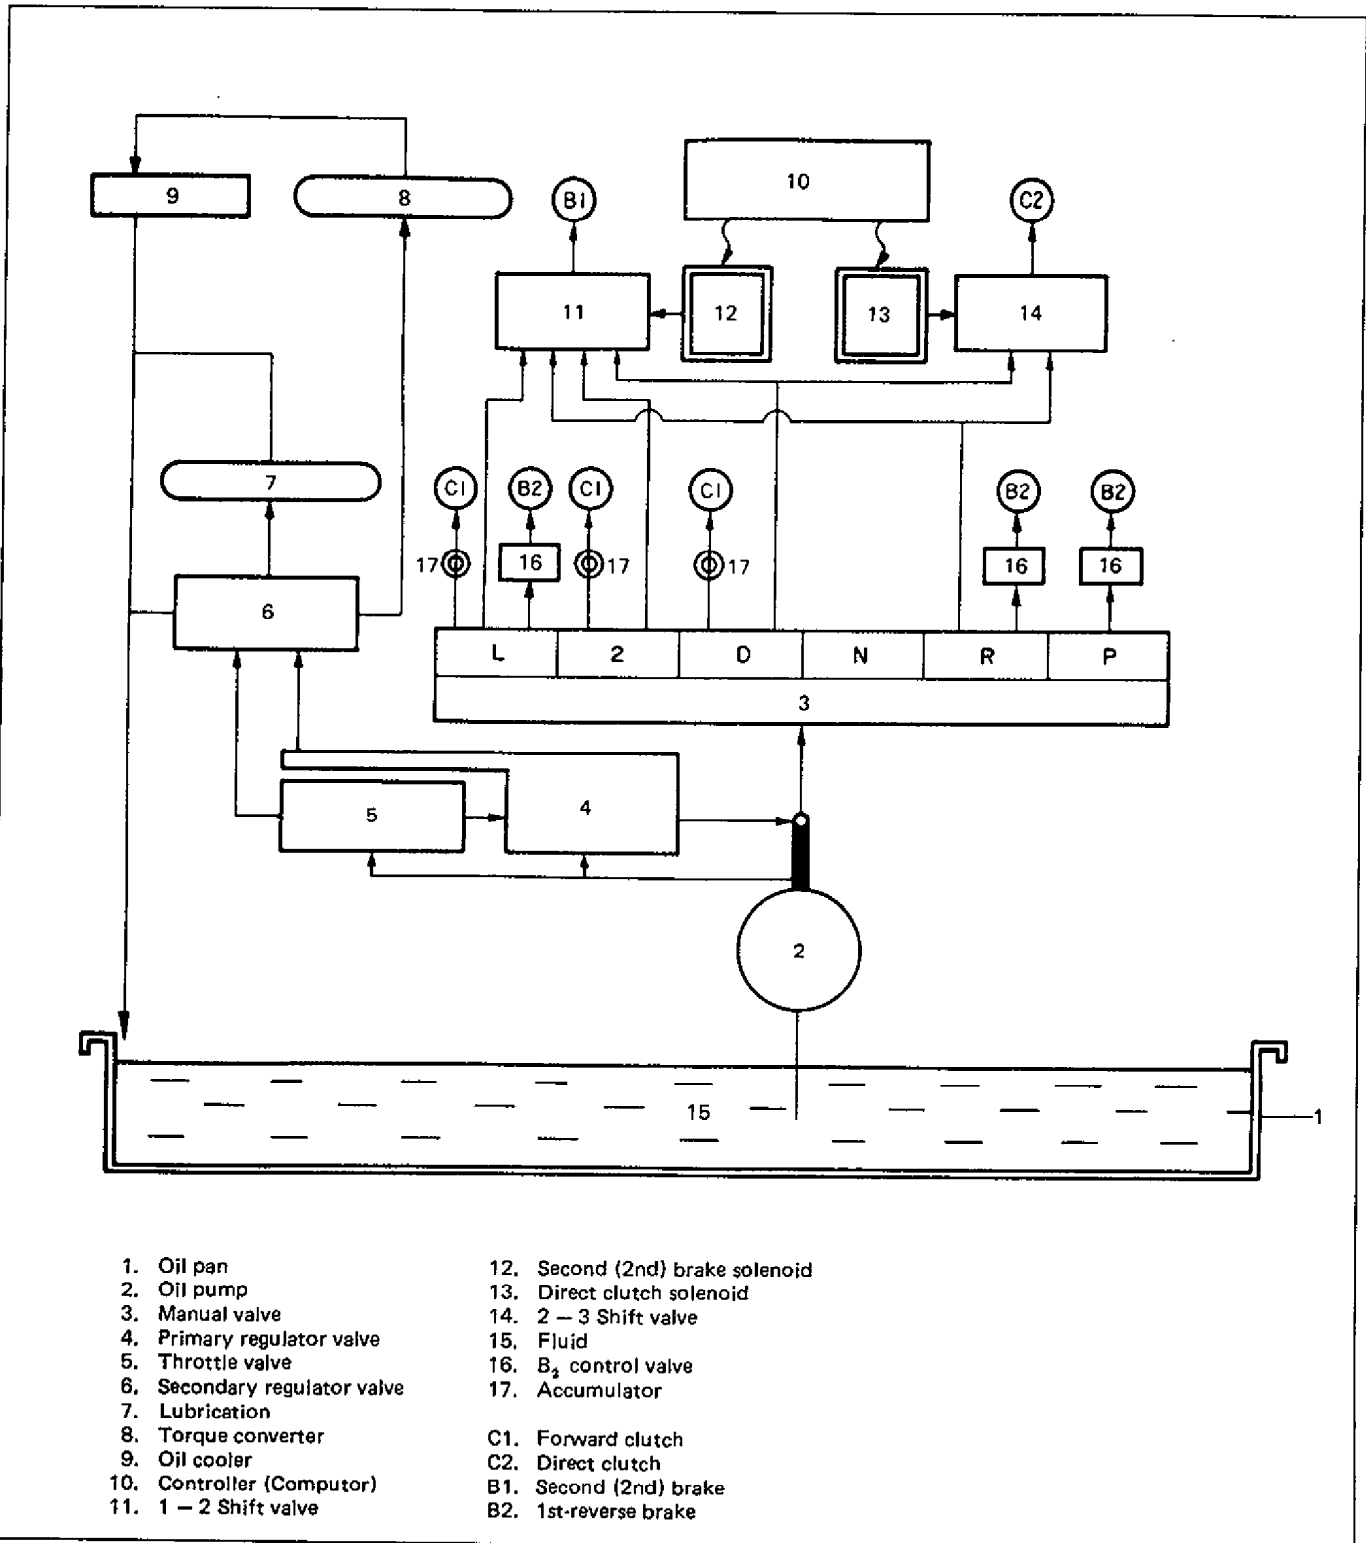 9
8
B1
10
C2
11
12
13
14
7
C1
B2
C1
C1
B2
B2
17
16
17
17
16
16
6
L 2 D N R P
3
5
4
2
15
1
1. Oil pan
2. Oil pump
3. Manual valve
4. Primary regulator valve
5. Throttle valve
6. Secondary regulator valve
7. Lubrication
8. Torque converter
9. Oil cooler
10. Controller (Computor)
11. 1 – 2 Shift valve
12. Second (2nd) brake solenoid
13. Direct clutch solenoid
14. 2 – 3 Shift valve
15. Fluid
16. B₂ control valve
17. Accumulator
C1. Forward clutch
C2. Direct clutch
B1. Second (2nd) brake
B2. 1st-reverse brake